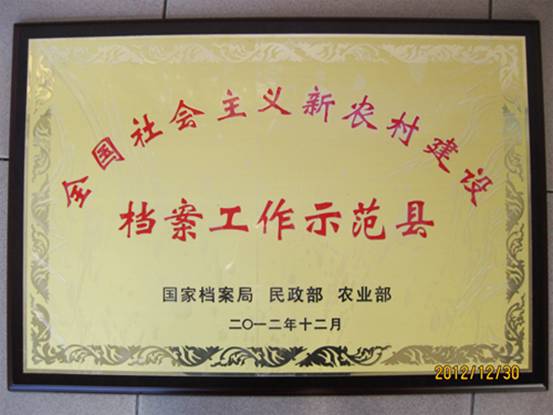 全国社会主义新农村建设
档案工作示范县
国家档案局 民政部 农业部
二〇一二年十二月
2012/12/30